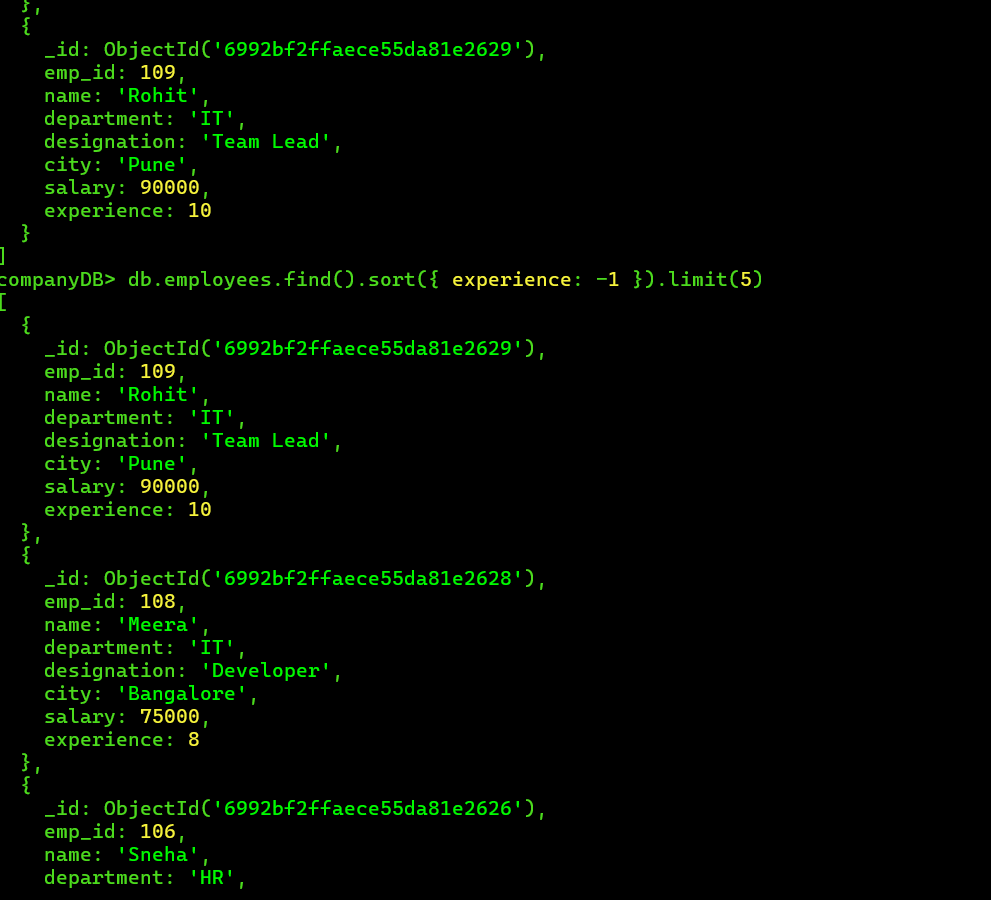 },
{
_id: ObjectId('6992bf2ffaece55da81e2629'),
emp_id: 109,
name: 'Rohit',
department: 'IT',
designation: 'Team Lead',
city: 'Pune',
salary: 90000,
experience: 10
}
]
companyDB> db.employees.find().sort({ experience: -1 }).limit(5)
[
{
_id: ObjectId('6992bf2ffaece55da81e2629'),
emp_id: 109,
name: 'Rohit',
department: 'IT',
designation: 'Team Lead',
city: 'Pune',
salary: 90000,
experience: 10
},
{
_id: ObjectId('6992bf2ffaece55da81e2628'),
emp_id: 108,
name: 'Meera',
department: 'IT',
designation: 'Developer',
city: 'Bangalore',
salary: 75000,
experience: 8
},
{
_id: ObjectId('6992bf2ffaece55da81e2626'),
emp_id: 106,
name: 'Sneha',
department: 'HR',